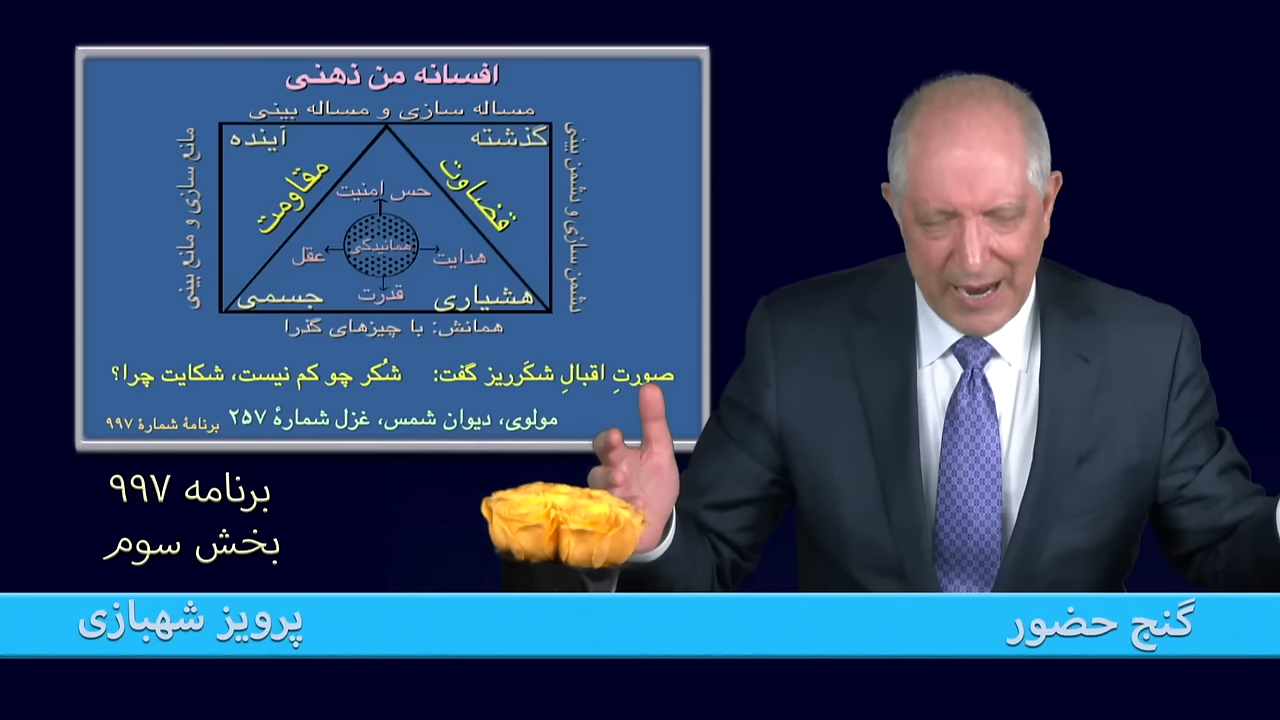 افسانه من ذهنی
مساله سازی و مساله بینی
گذشته
آینده
دشمن سازی و دشمن بینی
مانع سازی و مانع بینی
قضاوت
مقاومت
حس امنیت
همانیدگی
هدایت
عقل
قدرت
هشیاری
جسمی
همانش: با چیزهای گذرا
صورتِ اقبالِ شکَرریز گفت: شُکر چو کم نیست، شکایت چرا؟
مولوی، دیوان شمس، غزل شمارهٔ ۲۵۷
برنامهٔ شمارهٔ ۹۹۷
برنامه ۹۹۷
بخش سوم
گنج حضور
پرویز شهبازی